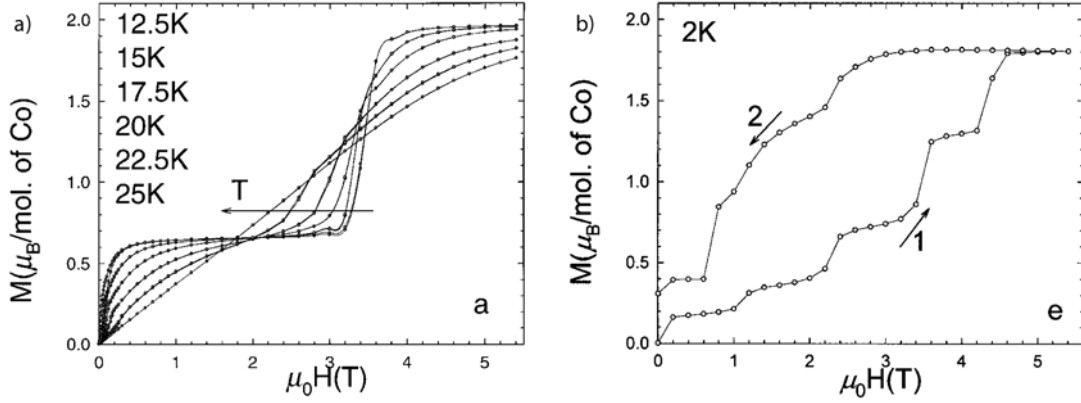 a)
M(μB/mol. of Co)
2.0
1.5
1.0
0.5
0.0
12.5K
15K
17.5K
20K
22.5K
25K
T
a
0 1 2 3 4 5
μ0H(T)
b)
M(μB/mol. of Co)
2.0
1.5
1.0
0.5
0.0
2K
2
1
e
0 1 2 3 4 5
μ0H(T)